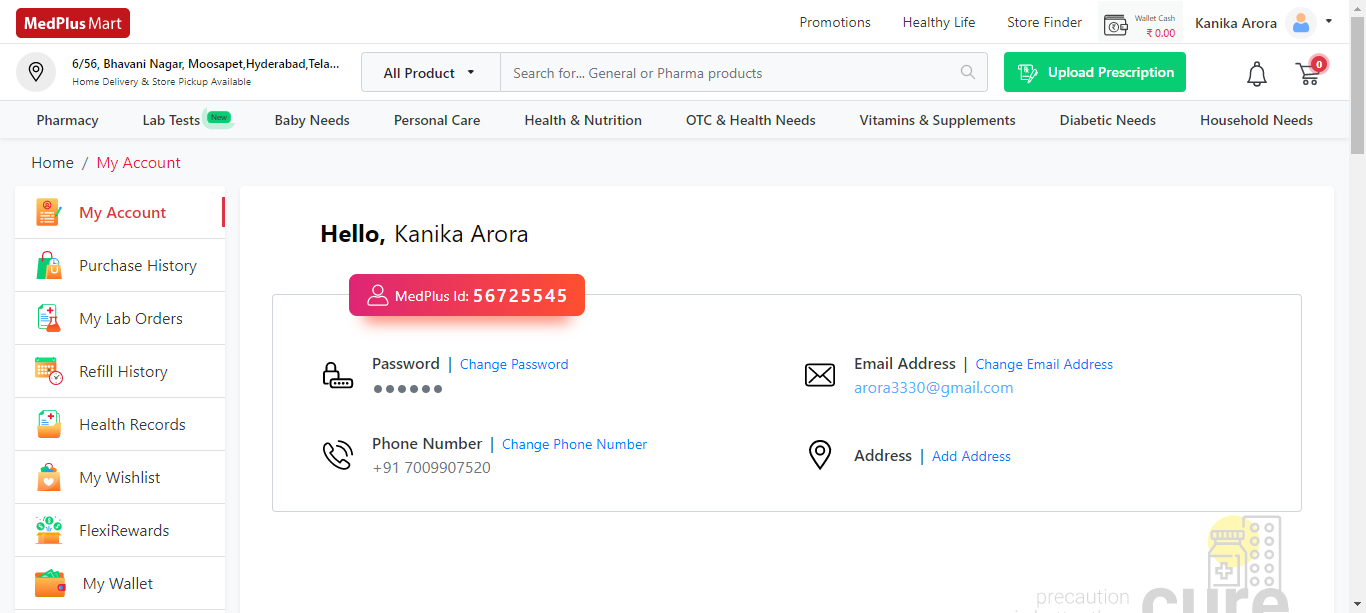 MedPlus Mart
Promotions Healthy Life Store Finder Wallet Cash ₹ 0.00 Kanika Arora
6/56, Bhavani Nagar, Moosapet,Hyderabad,Tela...
Home Delivery & Store Pickup Available
All Product Search for... General or Pharma products Upload Prescription 0
Pharmacy Lab Tests New Baby Needs Personal Care Health & Nutrition OTC & Health Needs Vitamins & Supplements Diabetic Needs Household Needs
Home / My Account
My Account
Purchase History
My Lab Orders
Refill History
Health Records
My Wishlist
FlexiRewards
My Wallet
Hello, Kanika Arora
MedPlus Id: 56725545
Password | Change Password
●●●●●●
Email Address | Change Email Address
arora3330@gmail.com
Phone Number | Change Phone Number
+91 7009907520
Address | Add Address
precaution
cure